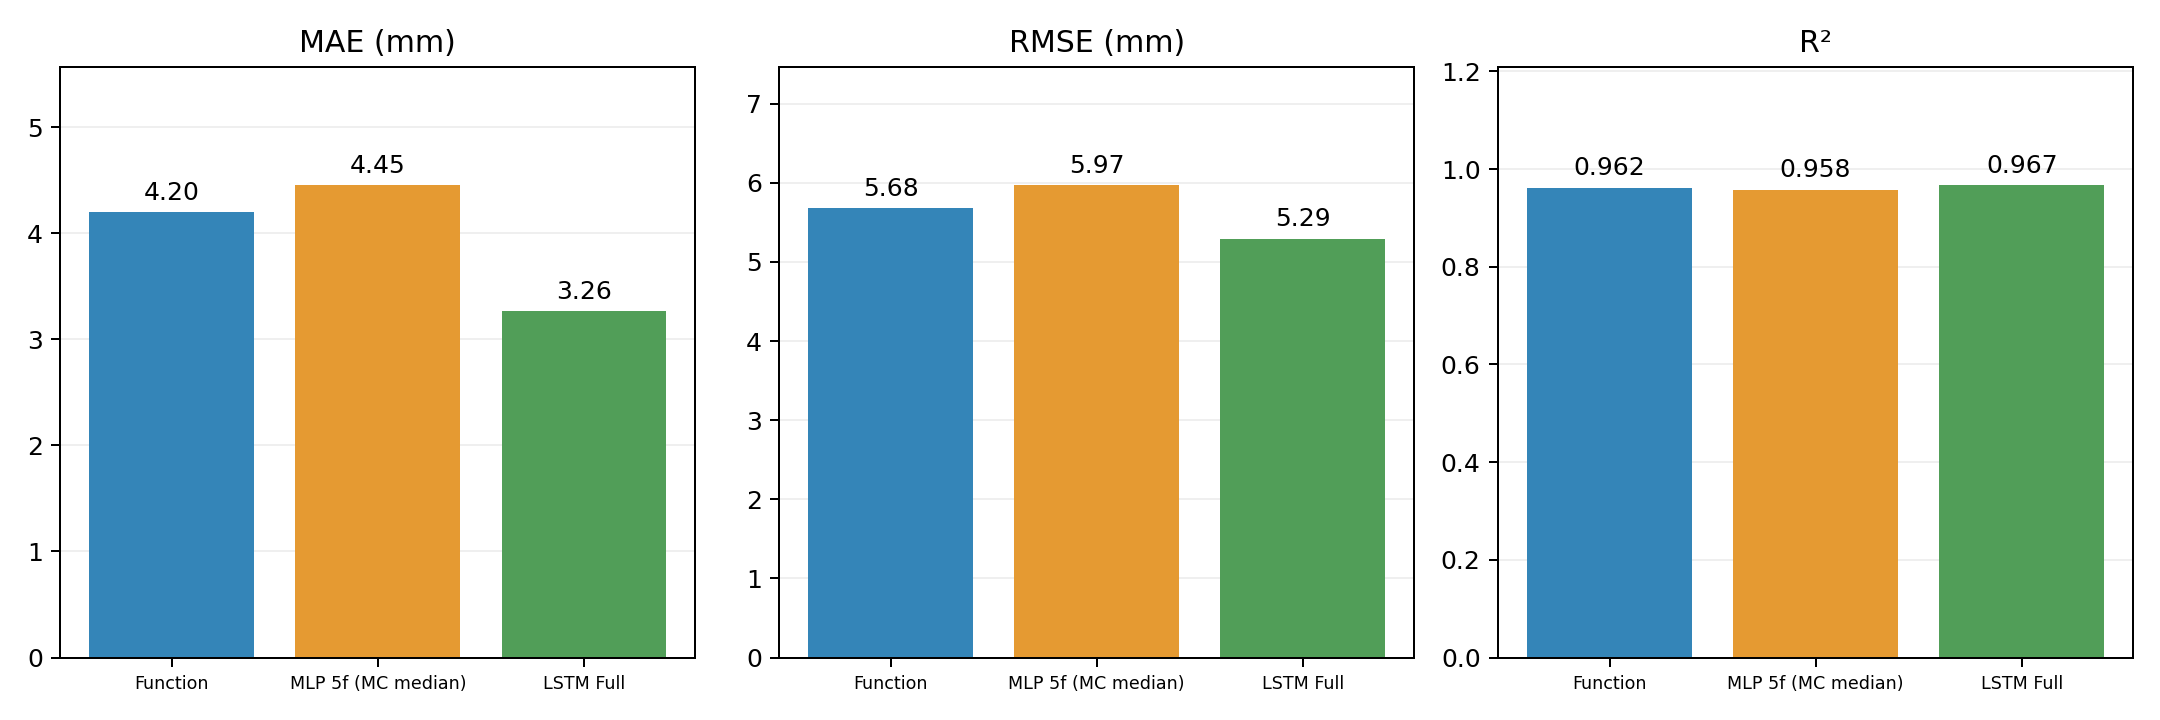 MAE (mm)
5
4
3
2
1
0
4.20
4.45
3.26
Function
MLP 5f (MC median)
LSTM Full
RMSE (mm)
7
6
5
4
3
2
1
0
5.68
5.97
5.29
Function
MLP 5f (MC median)
LSTM Full
R²
1.2
1.0
0.8
0.6
0.4
0.2
0.0
0.962
0.958
0.967
Function
MLP 5f (MC median)
LSTM Full